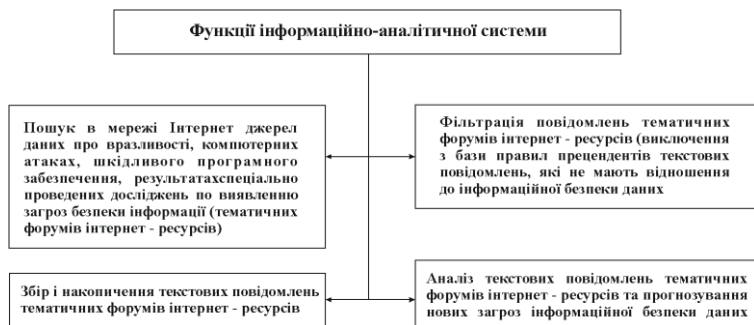 Функції інформаційно-аналітичної системи
Пошук в мережі Інтернет джерел
даних про вразливості, компютерних
атаках, шкідливого програмного
забезпечення, результатахспеціально
проведених досліджень по виявленню
загроз безпеки інформації (тематичних
форумів інтернет - ресурсів)
Фільтрація повідомлень тематичних
форумів інтернет - ресурсів (виключення
з бази правил прецендентів текстових
повідомлень, які не мають відношення
до інформаційної безпеки даних
Збір і накопичення текстових повідомлень
тематичних форумів інтернет - ресурсів
Аналіз текстових повідомлень тематичних
форумів інтернет - ресурсів та прогнозування
нових загроз інформаційної безпеки даних